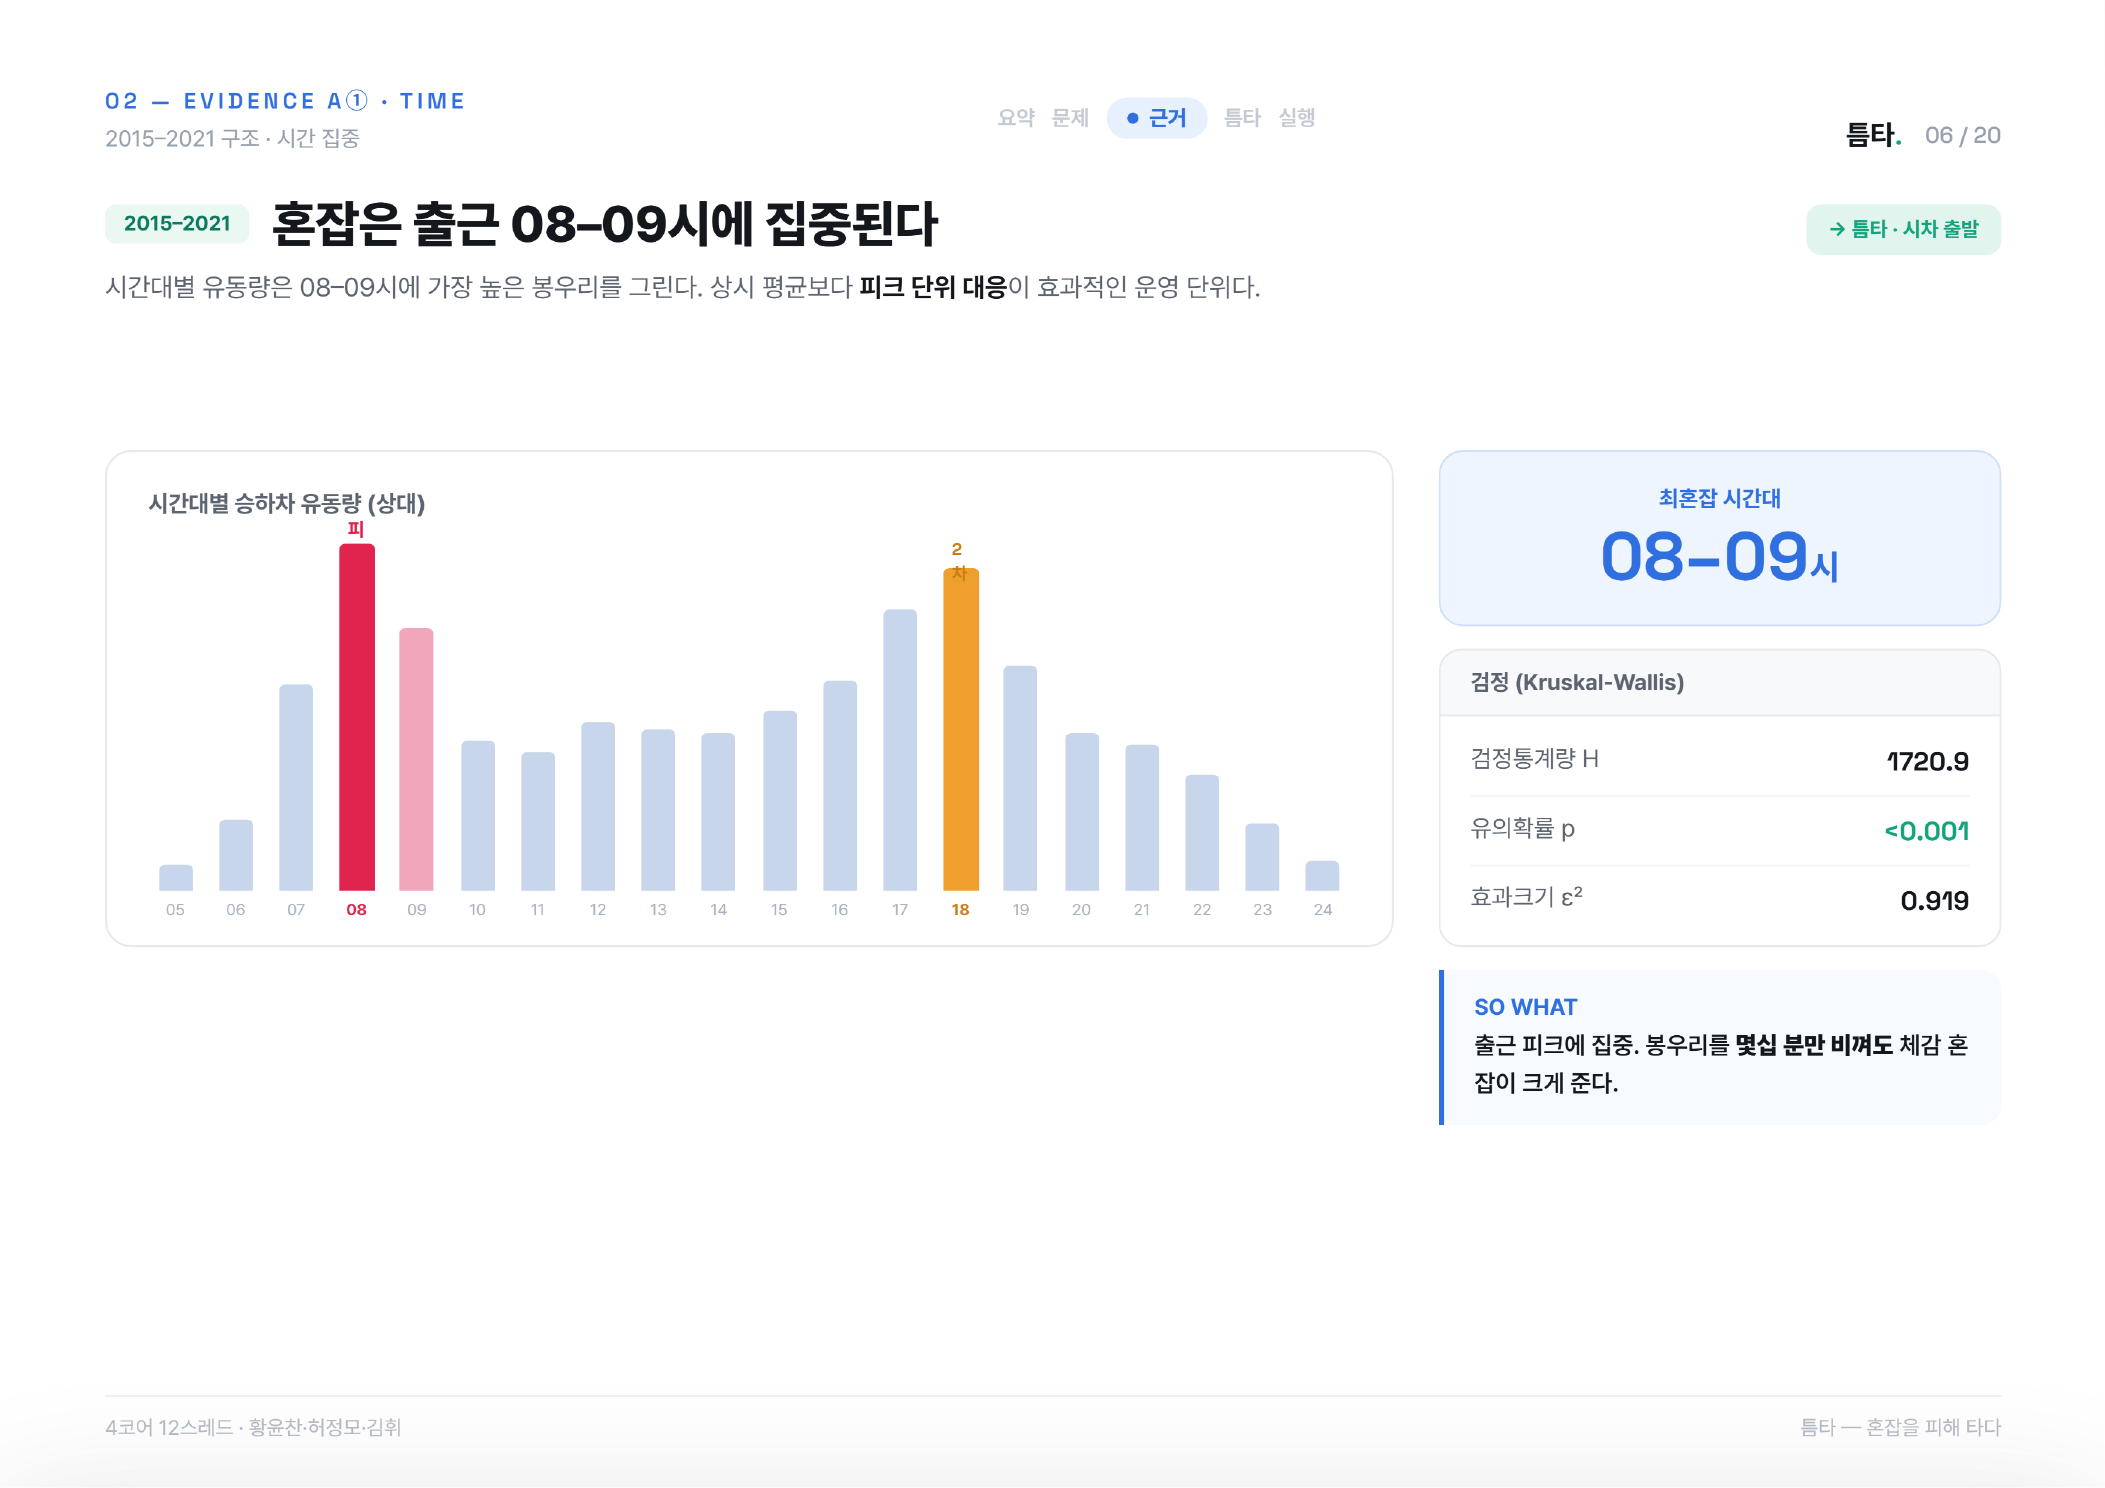 02 — EVIDENCE A① · TIME
2015–2021 구조 · 시간 집중
요약 문제 근거 틈타 실행
틈타. 06 / 20
2015–2021 혼잡은 출근 08–09시에 집중된다
→ 틈타 · 시차 출발
시간대별 유동량은 08–09시에 가장 높은 봉우리를 그린다. 상시 평균보다 피크 단위 대응이 효과적인 운영 단위다.
시간대별 승하차 유동량 (상대)
피
2
차
05 06 07 08 09 10 11 12 13 14 15 16 17 18 19 20 21 22 23 24
최혼잡 시간대
08–09시
검정 (Kruskal-Wallis)
검정통계량 H 1720.9
유의확률 p <0.001
효과크기 ε² 0.919
SO WHAT
출근 피크에 집중. 봉우리를 몇십 분만 비껴도 체감 혼
잡이 크게 준다.
4코어 12스레드 · 황윤찬·허정모·김휘
틈타 — 혼잡을 피해 타다